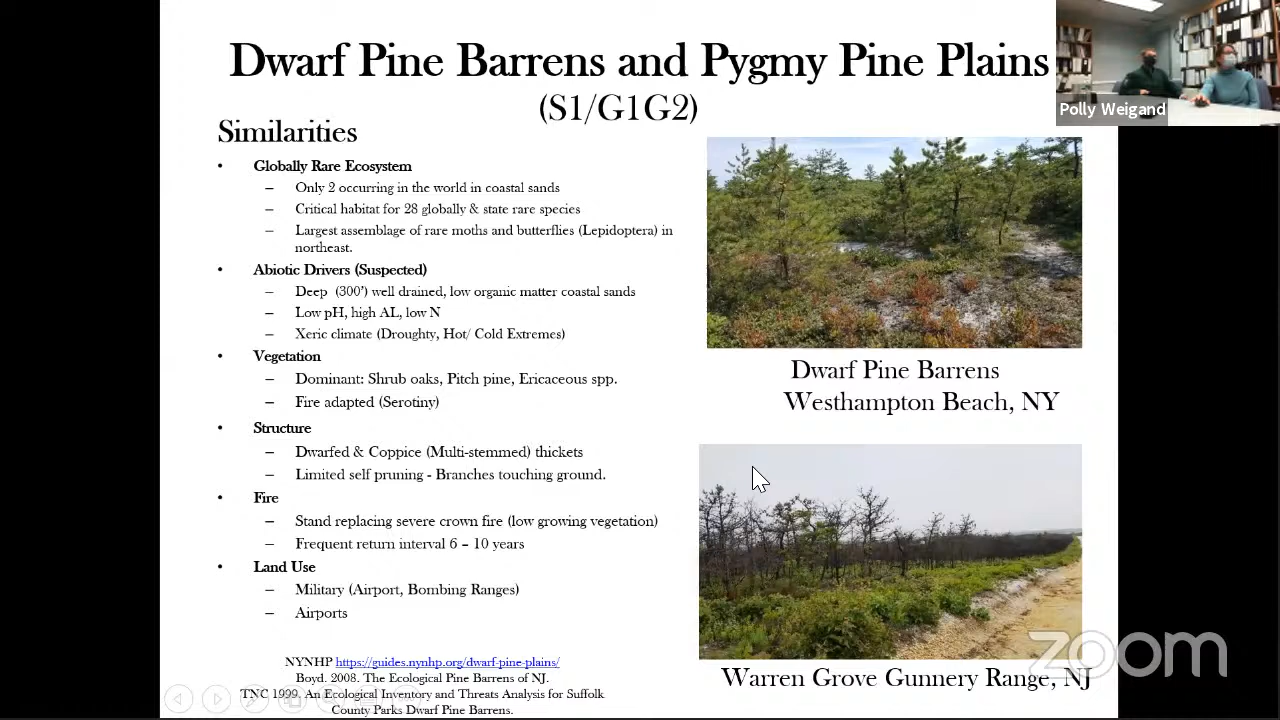 Dwarf Pine Barrens and Pygmy Pine Plains
(S1/G1G2)
Polly Weigand
Similarities
• Globally Rare Ecosystem
– Only 2 occurring in the world in coastal sands
– Critical habitat for 28 globally & state rare species
– Largest assemblage of rare moths and butterflies (Lepidoptera) in
northeast.
• Abiotic Drivers (Suspected)
– Deep (300’) well drained, low organic matter coastal sands
– Low pH, high AL, low N
– Xeric climate (Droughty, Hot/ Cold Extremes)
• Vegetation
– Dominant: Shrub oaks, Pitch pine, Ericaceous spp.
– Fire adapted (Serotiny)
• Structure
– Dwarfed & Coppice (Multi-stemmed) thickets
– Limited self pruning - Branches touching ground.
• Fire
– Stand replacing severe crown fire (low growing vegetation)
– Frequent return interval 6 – 10 years
• Land Use
– Military (Airport, Bombing Ranges)
– Airports
NYNHP https://guides.nynhp.org/dwarf-pine-plains/
Boyd. 2008. The Ecological Pine Barrens of NJ.
TNC 1999. An Ecological Inventory and Threats Analysis for Suffolk
County Parks Dwarf Pine Barrens.
Dwarf Pine Barrens
Westhampton Beach, NY
zoom
Warren Grove Gunnery Range, NJ